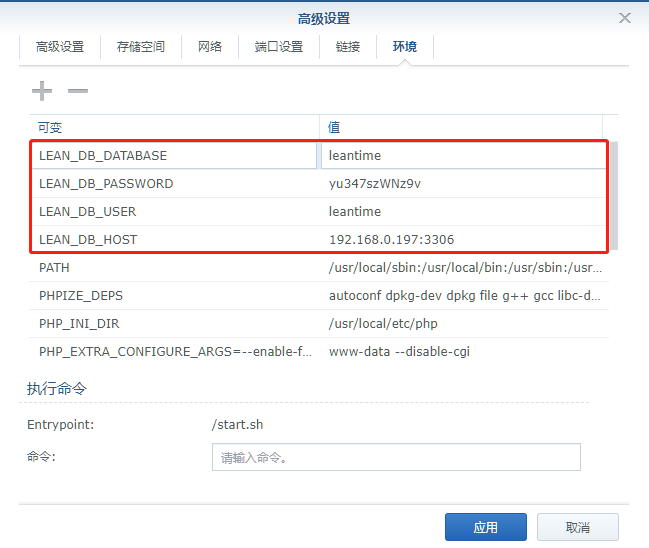 高级设置
高级设置 存储空间 网络 端口设置 链接 环境
可变 值
LEAN_DB_DATABASE leantime
LEAN_DB_PASSWORD yu347szWNz9v
LEAN_DB_USER leantime
LEAN_DB_HOST 192.168.0.197:3306
PATH /usr/local/sbin:/usr/local/bin:/usr/sbin:/usr...
PHPIZE_DEPS autoconf dpkg-dev dpkg file g++ gcc libc-d...
PHP_INI_DIR /usr/local/etc/php
PHP_EXTRA_CONFIGURE_ARGS=--enable-f... www-data --disable-cgi
执行命令
Entrypoint: /start.sh
命令: 请输入命令。
应用 取消